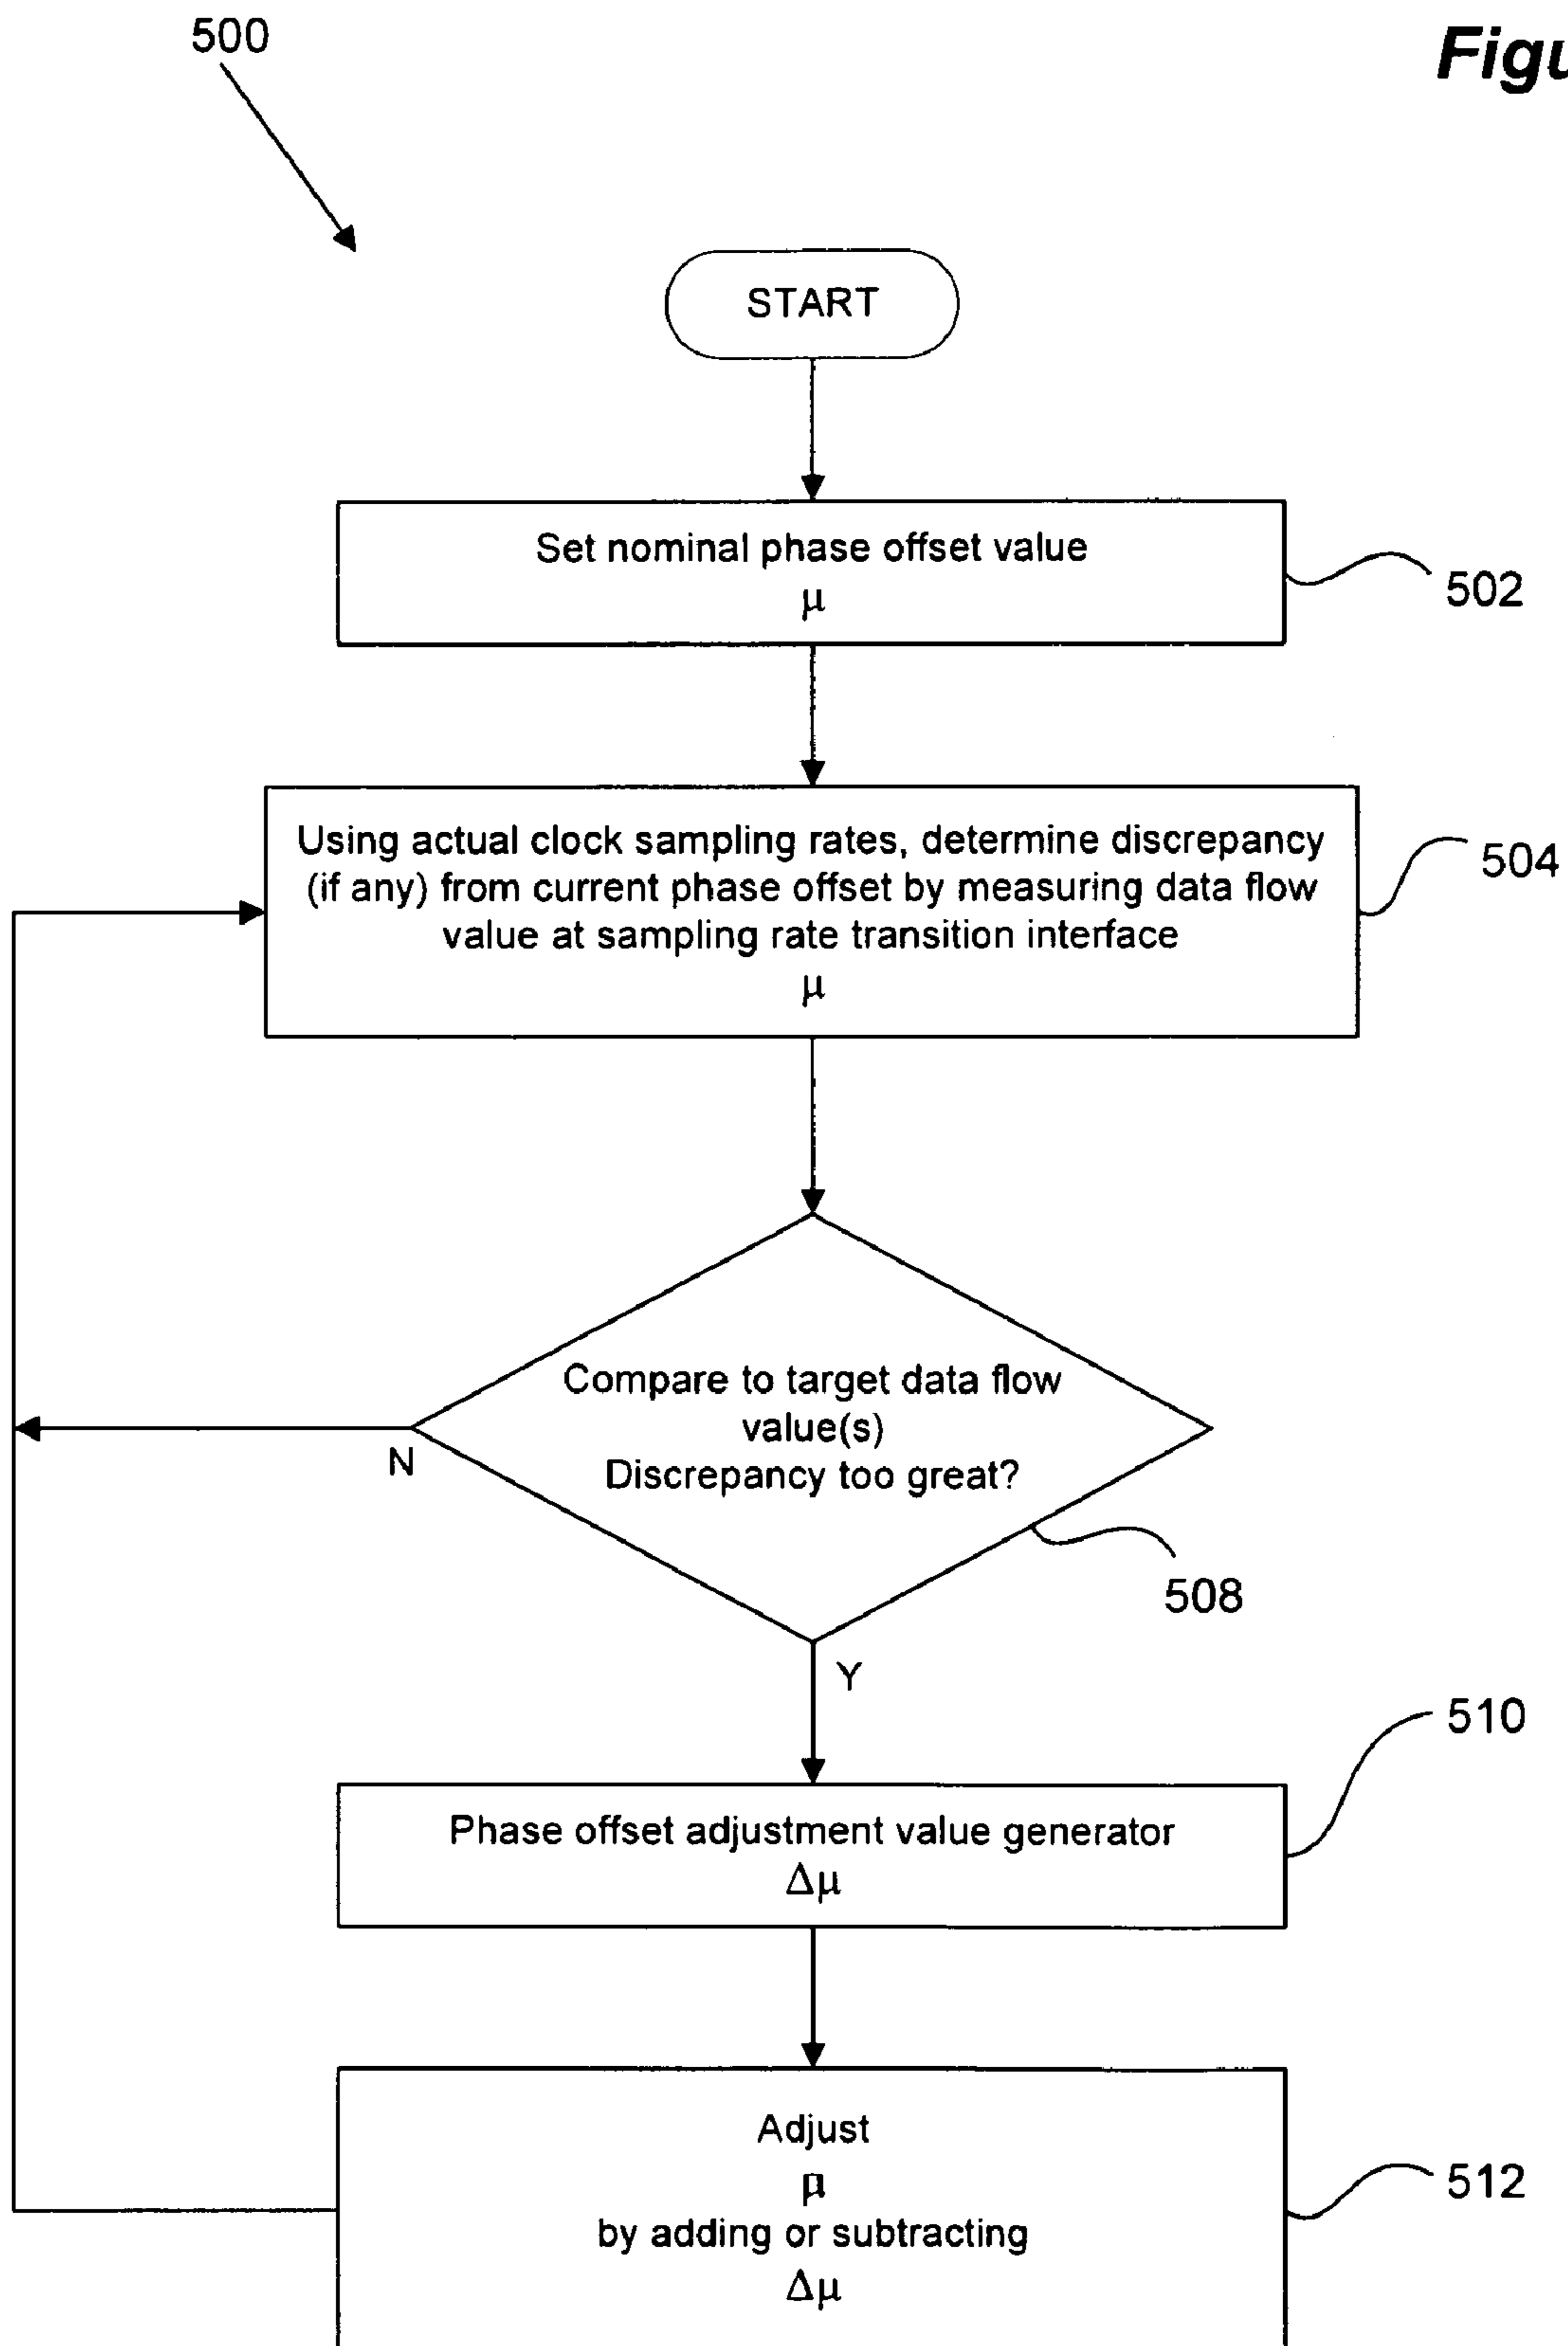 500
Figu
START
Set nominal phase offset value
μ
502
Using actual clock sampling rates, determine discrepancy
(if any) from current phase offset by measuring data flow
value at sampling rate transition interface
μ
504
Compare to target data flow
value(s)
Discrepancy too great?
N
508
Y
510
Phase offset adjustment value generator
Δμ
Adjust
μ
by adding or subtracting
Δμ
512